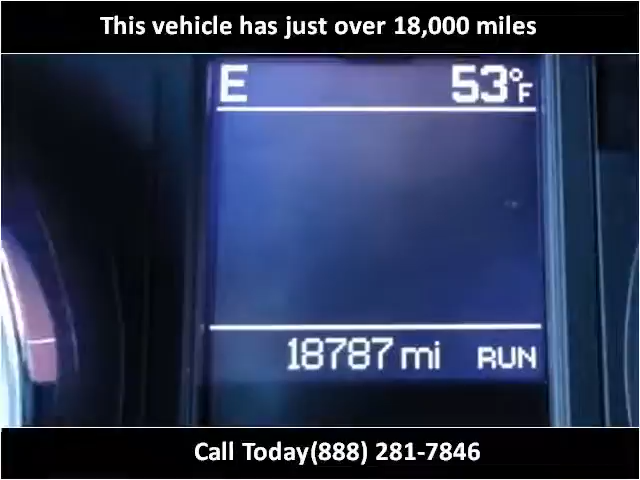 This vehicle has just over 18,000 miles
E 53°F
18787 mi RUN
Call Today(888) 281-7846